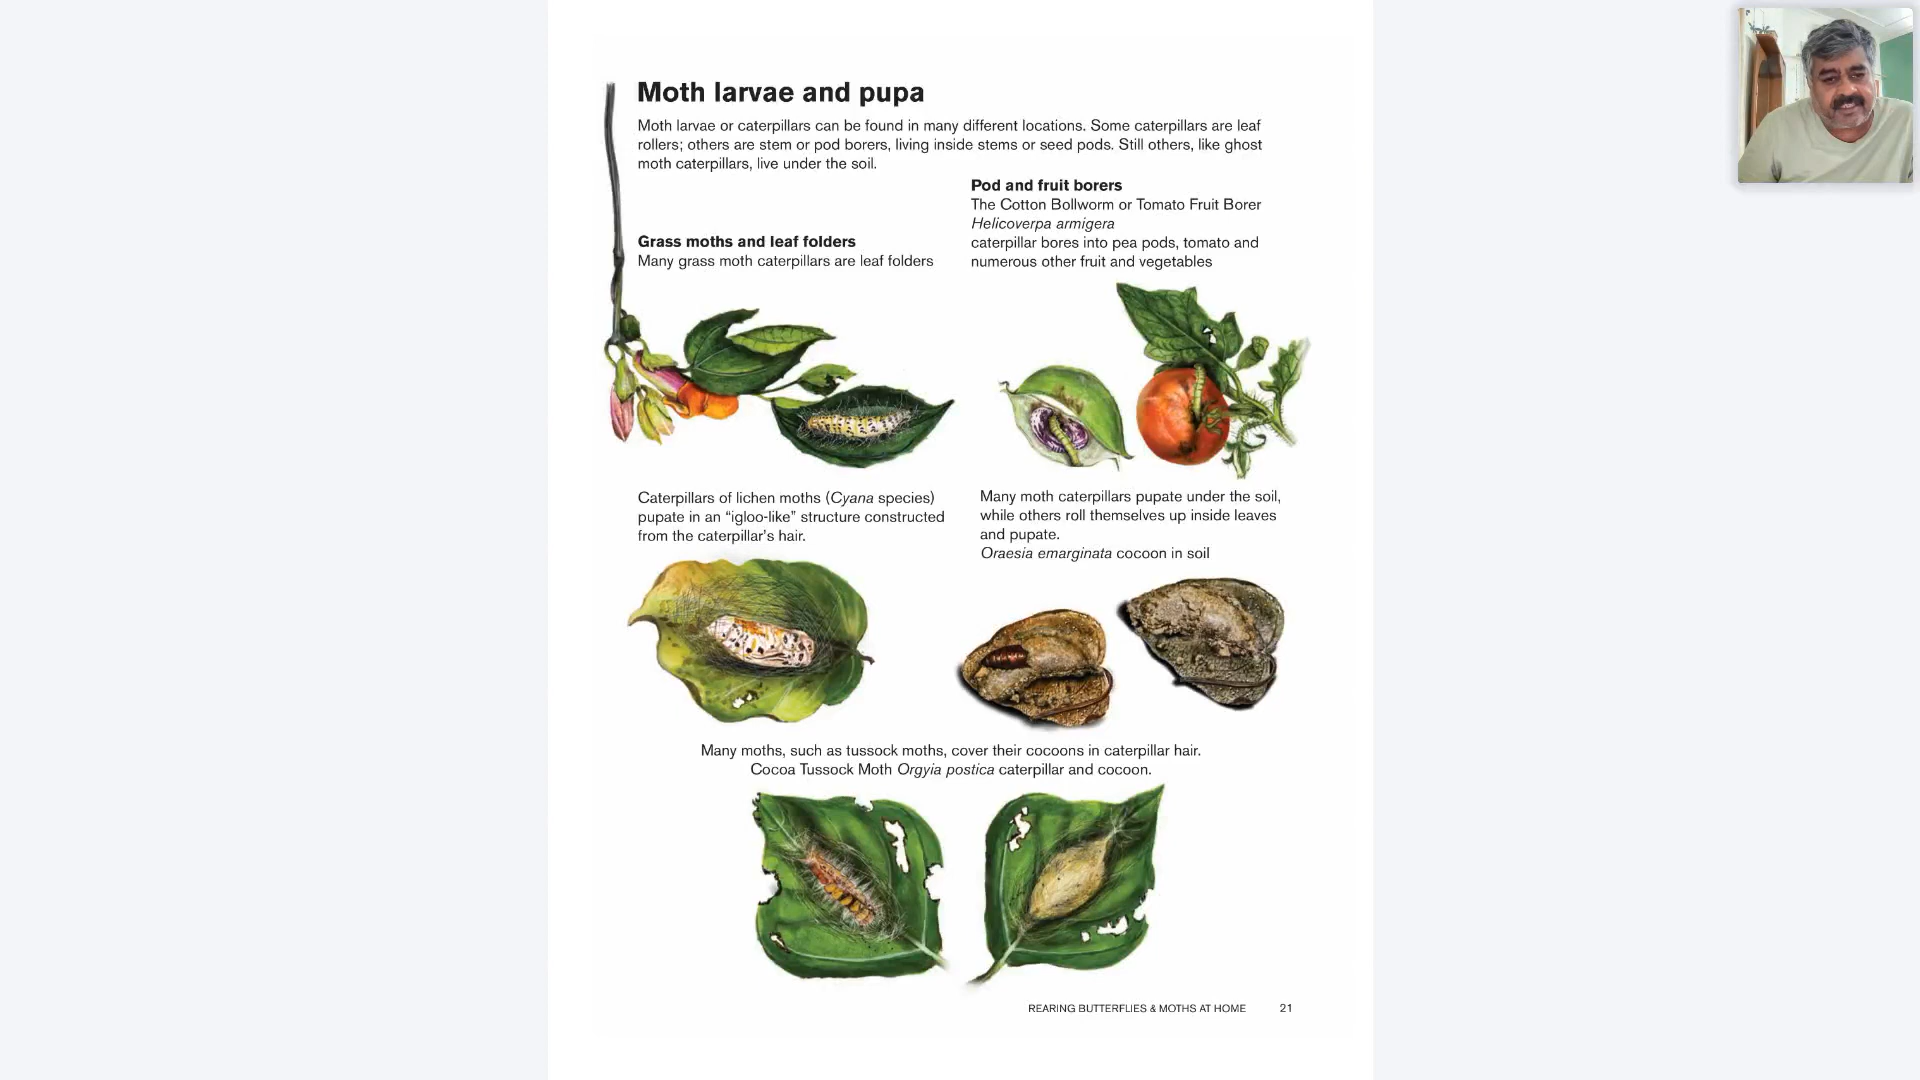 Moth larvae and pupa
Moth larvae or caterpillars can be found in many different locations. Some caterpillars are leaf
rollers; others are stem or pod borers, living inside stems or seed pods. Still others, like ghost
moth caterpillars, live under the soil.
Grass moths and leaf folders
Many grass moth caterpillars are leaf folders
Pod and fruit borers
The Cotton Bollworm or Tomato Fruit Borer
Helicoverpa armigera
caterpillar bores into pea pods, tomato and
numerous other fruit and vegetables
Caterpillars of lichen moths (Cyana species)
pupate in an “igloo-like” structure constructed
from the caterpillar’s hair.
Many moth caterpillars pupate under the soil,
while others roll themselves up inside leaves
and pupate.
Oraesia emarginata cocoon in soil
Many moths, such as tussock moths, cover their cocoons in caterpillar hair.
Cocoa Tussock Moth Orgyia postica caterpillar and cocoon.
REARING BUTTERFLIES & MOTHS AT HOME 21